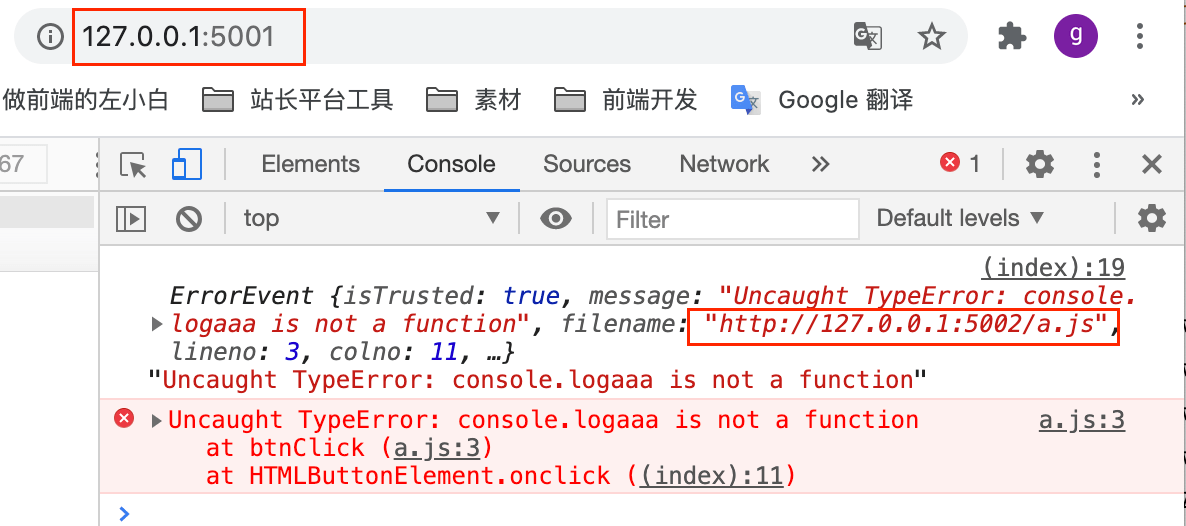 127.0.0.1:5001
g
做前端的左小白 站长平台工具 素材 前端开发 Google 翻译 »
67 Elements Console Sources Network » 1
top Filter Default levels
(index):19
ErrorEvent {isTrusted: true, message: "Uncaught TypeError: console.
logaaa is not a function", filename: "http://127.0.0.1:5002/a.js",
lineno: 3, colno: 11, …}
"Uncaught TypeError: console.logaaa is not a function"
Uncaught TypeError: console.logaaa is not a function a.js:3
at btnClick (a.js:3)
at HTMLButtonElement.onclick ((index):11)